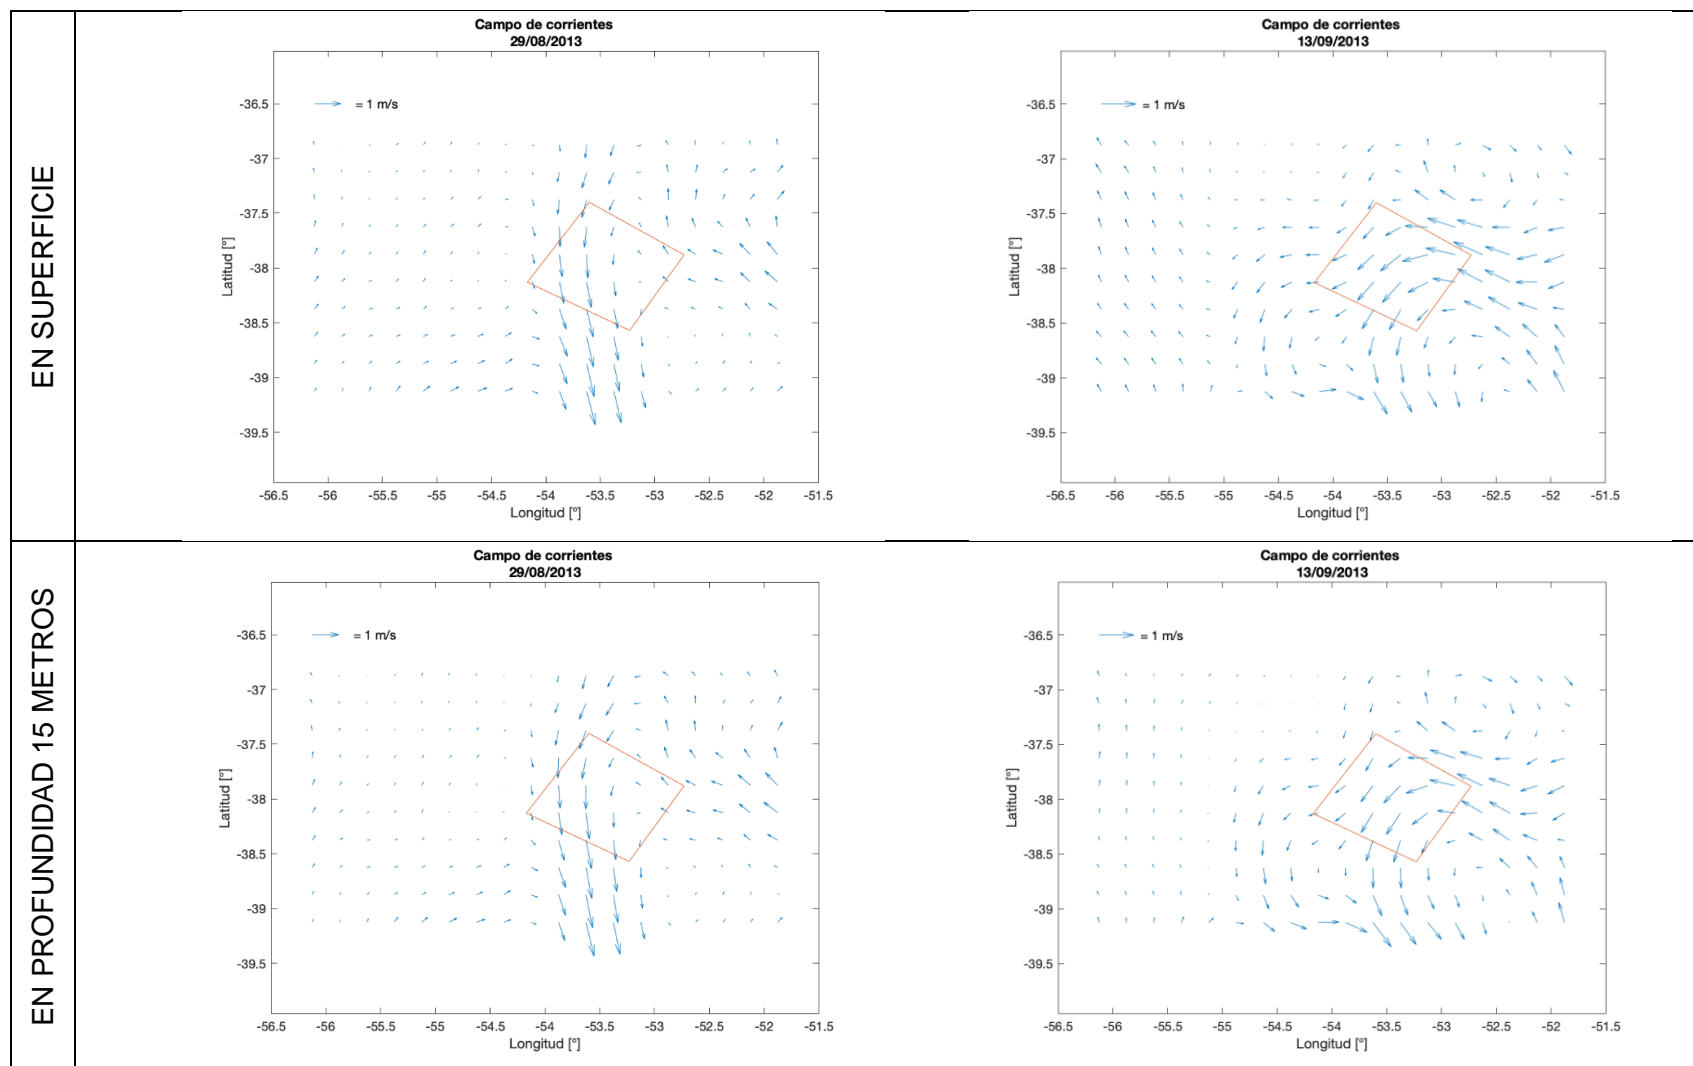 EN SUPERFICIE
Campo de corrientes
29/08/2013
= 1 m/s
-36.5
-37
-37.5
-38
-38.5
-39
-39.5
Latitud [°]
-56.5 -56 -55.5 -55 -54.5 -54 -53.5 -53 -52.5 -52 -51.5
Longitud [°]
Campo de corrientes
13/09/2013
= 1 m/s
-36.5
-37
-37.5
-38
-38.5
-39
-39.5
Latitud [°]
-56.5 -56 -55.5 -55 -54.5 -54 -53.5 -53 -52.5 -52 -51.5
Longitud [°]
EN PROFUNDIDAD 15 METROS
Campo de corrientes
29/08/2013
= 1 m/s
-36.5
-37
-37.5
-38
-38.5
-39
-39.5
Latitud [°]
-56.5 -56 -55.5 -55 -54.5 -54 -53.5 -53 -52.5 -52 -51.5
Longitud [°]
Campo de corrientes
13/09/2013
= 1 m/s
-36.5
-37
-37.5
-38
-38.5
-39
-39.5
Latitud [°]
-56.5 -56 -55.5 -55 -54.5 -54 -53.5 -53 -52.5 -52 -51.5
Longitud [°]